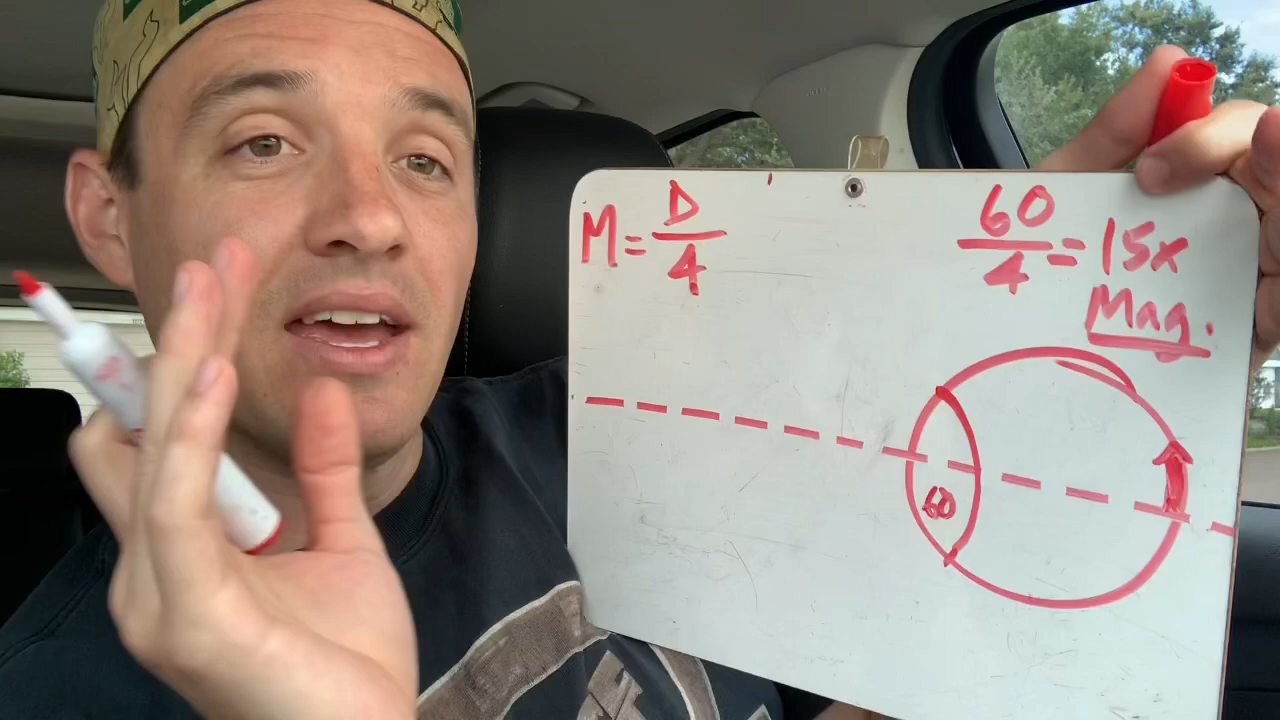 M = D/4
60/4 = 15x
Mag.
60